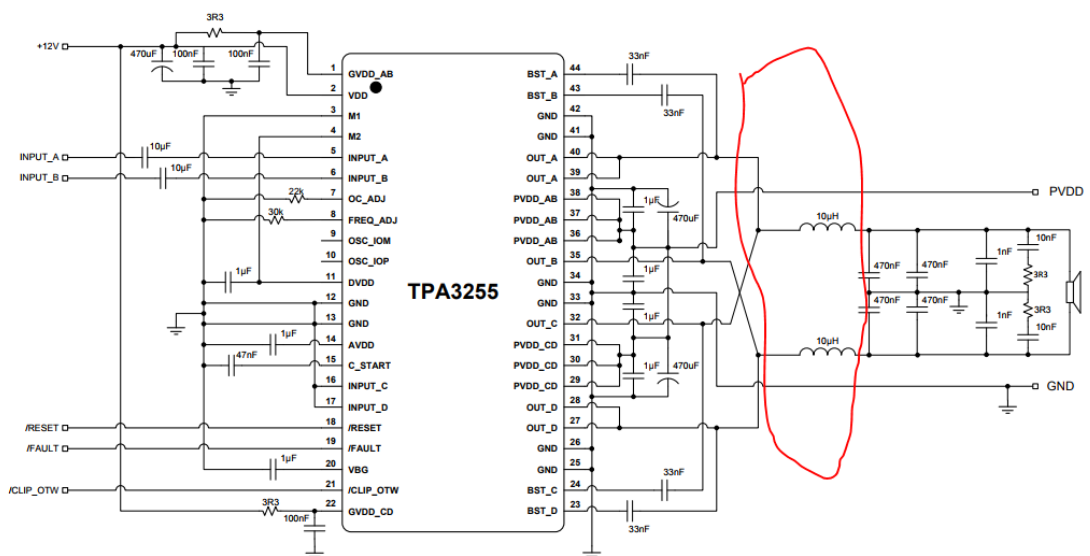 3R3
+12V
470uF
100nF
100nF
33nF
1 GVDD_AB
BST_A 44
2 VDD
BST_B 43
33nF
3 M1
GND 42
4 M2
GND 41
INPUT_A
10µF
5 INPUT_A
OUT_A 40
INPUT_B
10µF
6 INPUT_B
OUT_A 39
22k
7 OC_ADJ
PVDD_AB 38
1µF
470uF
PVDD
30k
8 FREQ_ADJ
PVDD_AB 37
9 OSC_IOM
PVDD_AB 36
10µH
10 OSC_IOP
OUT_B 35
1µF
11 DVDD
GND 34
1µF
TPA3255
470nF
470nF
1nF
10nF
3R3
12 GND
GND 33
13 GND
OUT_C 32
1µF
470nF
470nF
1nF
3R3
10nF
1µF
14 AVDD
PVDD_CD 31
10µH
47nF
15 C_START
PVDD_CD 30
1µF
470uF
16 INPUT_C
PVDD_CD 29
GND
17 INPUT_D
OUT_D 28
/RESET
18 /RESET
OUT_D 27
/FAULT
19 /FAULT
GND 26
1µF
20 VBG
GND 25
33nF
/CLIP_OTW
21 /CLIP_OTW
BST_C 24
3R3
22 GVDD_CD
BST_D 23
100nF
33nF